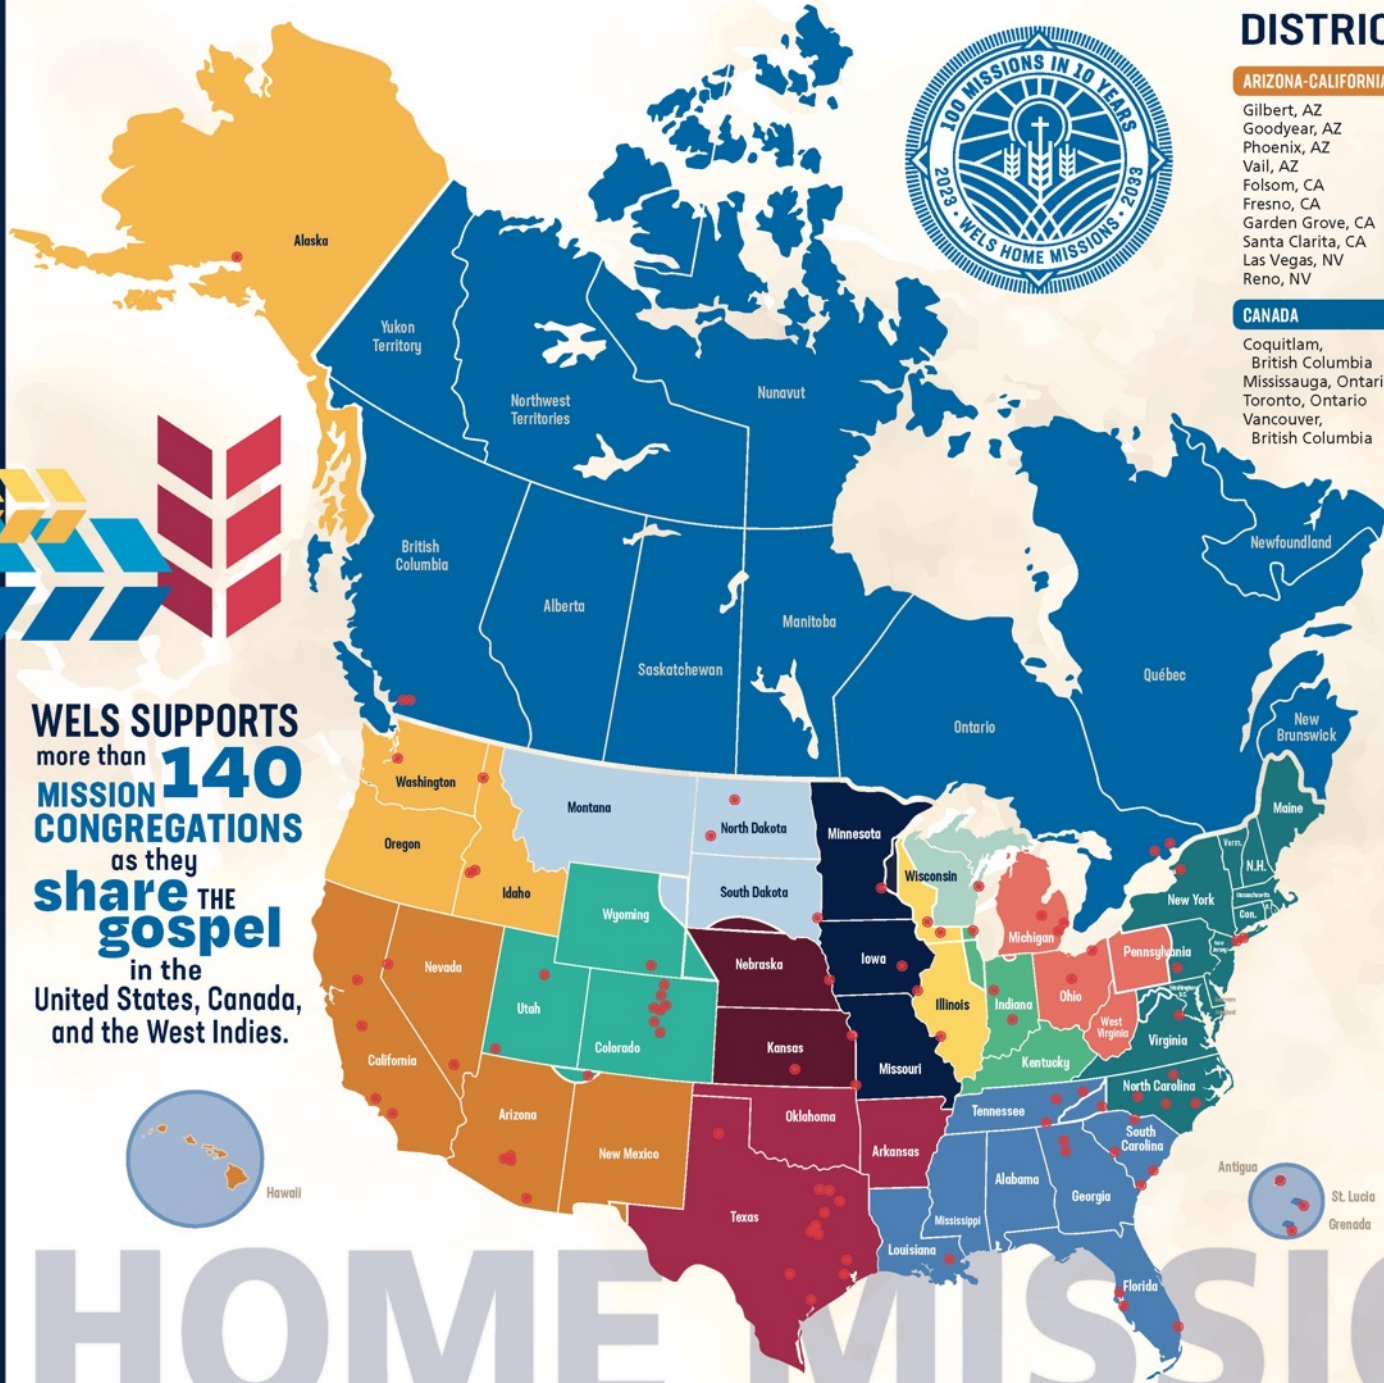 DISTRIC
ARIZONA-CALIFORNIA
Gilbert, AZ
Goodyear, AZ
Phoenix, AZ
Vail, AZ
Folsom, CA
Fresno, CA
Garden Grove, CA
Santa Clarita, CA
Las Vegas, NV
Reno, NV
CANADA
Coquitlam,
British Columbia
Mississauga, Ontari
Toronto, Ontario
Vancouver,
British Columbia
100 MISSIONS IN 10 YEARS
2023 • WELS HOME MISSIONS • 2033
WELS SUPPORTS
more than 140
MISSION
CONGREGATIONS
as they
share THE
gospel
in the
United States, Canada,
and the West Indies.
Alaska
Yukon
Territory
Northwest
Territories
Nunavut
British
Columbia
Alberta
Saskatchewan
Manitoba
Ontario
Québec
Newfoundland
New
Brunswick
Washington
Oregon
Idaho
Montana
North Dakota
South Dakota
Minnesota
Wisconsin
Michigan
Maine
Verm.
N.H.
Massachusetts
Con.
New York
Pennsylvania
New Jersey
Washington
D.C.
Wyoming
Nevada
Utah
Colorado
California
Nebraska
Kansas
Iowa
Missouri
Illinois
Indiana
Ohio
West
Virginia
Virginia
Kentucky
North Carolina
Tennessee
South
Carolina
Arizona
New Mexico
Oklahoma
Arkansas
Texas
Louisiana
Mississippi
Alabama
Georgia
Florida
Hawaii
Antigua
St. Lucia
Grenada
HOME MISSIO